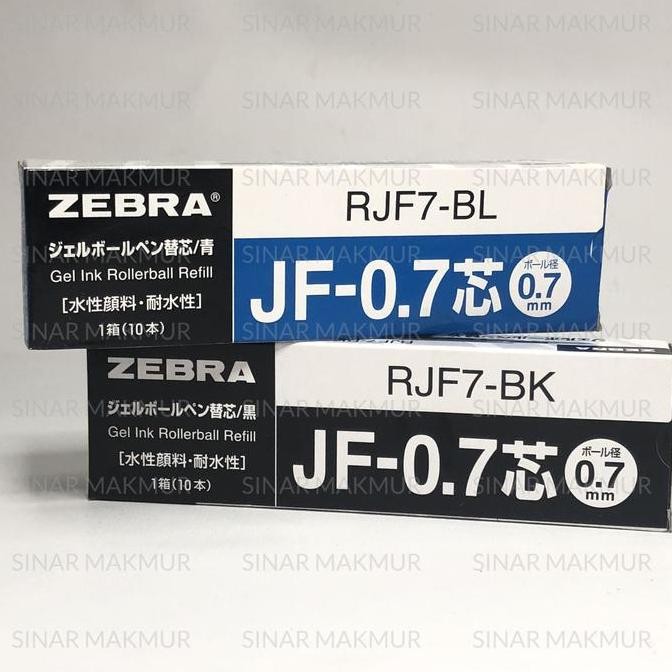 ZEBRA®
ジェルボールペン替芯/青
Gel Ink Rollerball Refill
[水性顔料・耐水性]
1箱(10本)
RJF7-BL
JF-0.7芯
ボール径
0.7
mm
ZEBRA
ジェルボールペン替芯/黒
Gel Ink Rollerball Refill
[水性顔料・耐水性]
1箱(10本)
RJF7-BK
JF-0.7芯
ボール径
0.7
mm
SINAR MAKMUR